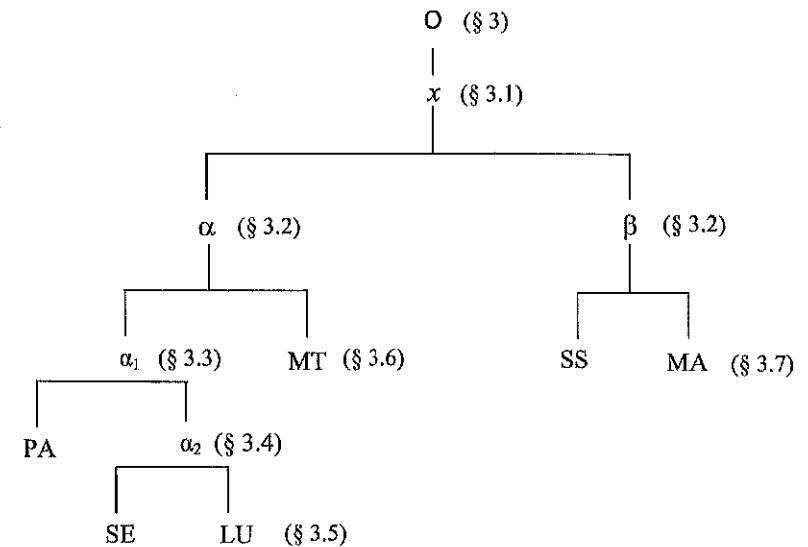 O (§ 3)
x (§ 3.1)
α (§ 3.2) β (§ 3.2)
α₁ (§ 3.3) MT (§ 3.6) SS MA (§ 3.7)
PA α₂ (§ 3.4)
SE LU (§ 3.5)